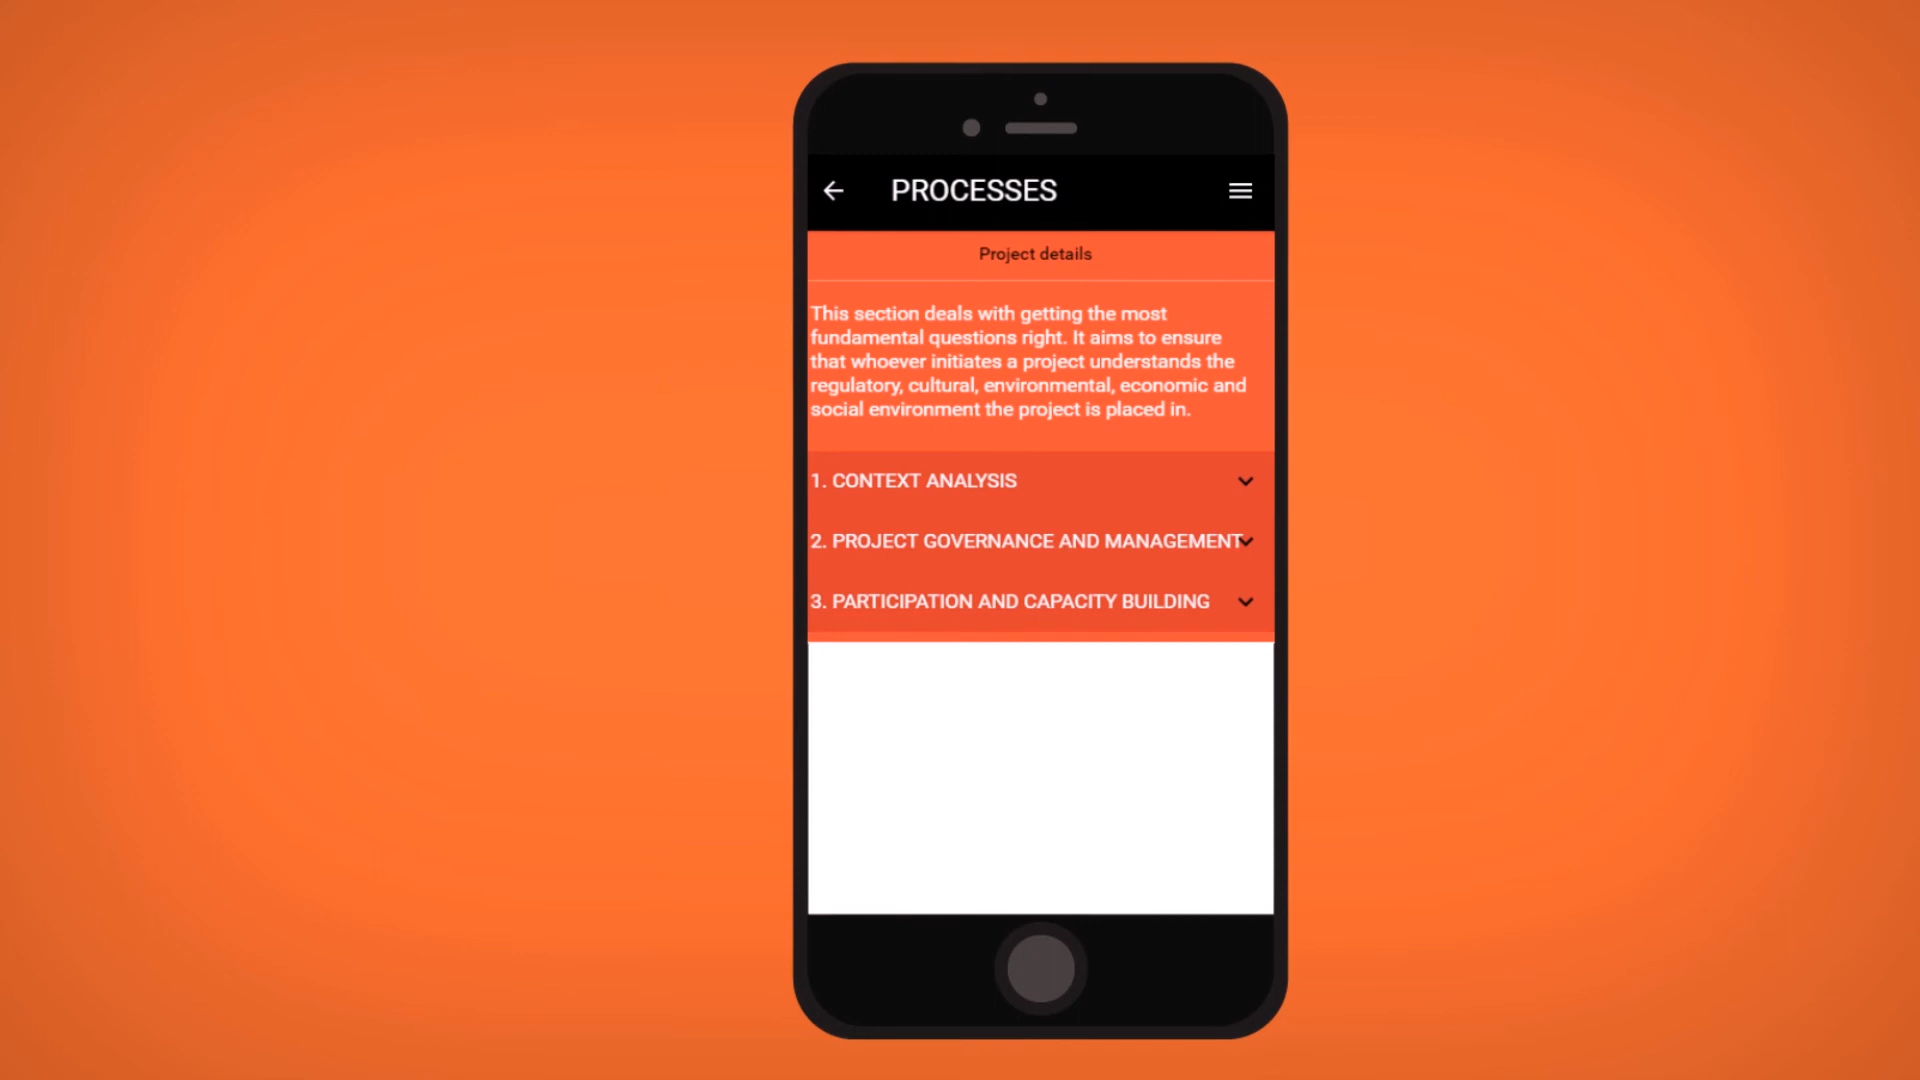 PROCESSES
Project details
This section deals with getting the most
fundamental questions right. It aims to ensure
that whoever initiates a project understands the
regulatory, cultural, environmental, economic and
social environment the project is placed in.
1. CONTEXT ANALYSIS
2. PROJECT GOVERNANCE AND MANAGEMENT
3. PARTICIPATION AND CAPACITY BUILDING